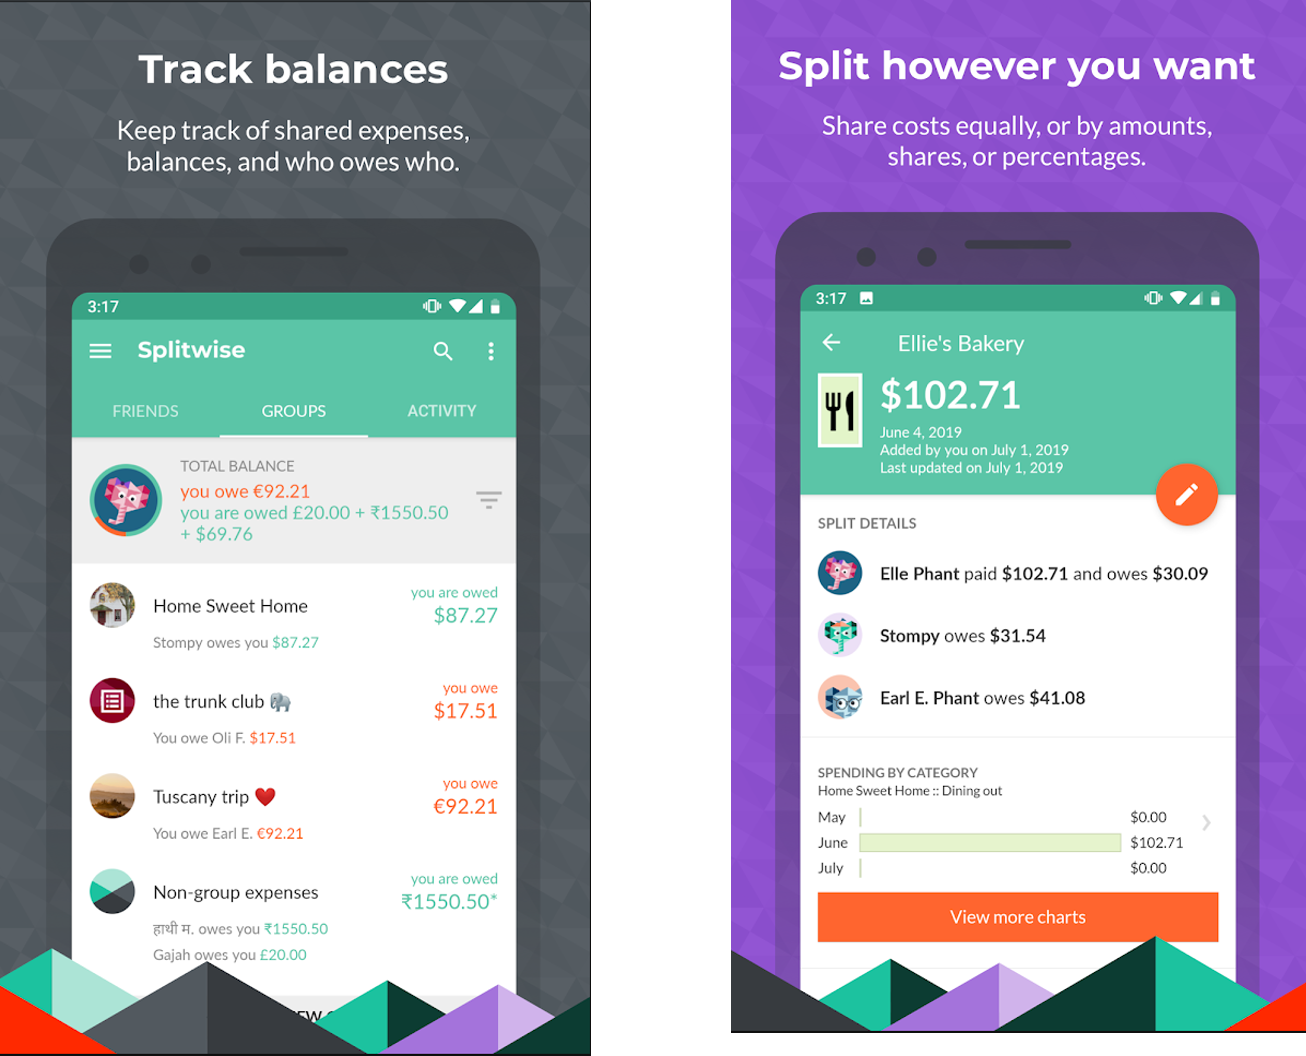 Track balances
Keep track of shared expenses,
balances, and who owes who.
3:17
Splitwise
FRIENDS GROUPS ACTIVITY
TOTAL BALANCE
you owe €92.21
you are owed £20.00 + ₹1550.50
+ $69.76
Home Sweet Home
you are owed
$87.27
Stompy owes you $87.27
the trunk club 🐘
you owe
$17.51
You owe Oli F. $17.51
Tuscany trip ❤️
you owe
€92.21
You owe Earl E. €92.21
Non-group expenses
you are owed
₹1550.50*
हाथी म. owes you ₹1550.50
Gajah owes you £20.00
Split however you want
Share costs equally, or by amounts,
shares, or percentages.
3:17
Ellie's Bakery
$102.71
June 4, 2019
Added by you on July 1, 2019
Last updated on July 1, 2019
SPLIT DETAILS
Elle Phant paid $102.71 and owes $30.09
Stompy owes $31.54
Earl E. Phant owes $41.08
SPENDING BY CATEGORY
Home Sweet Home :: Dining out
May $0.00
June $102.71
July $0.00
View more charts